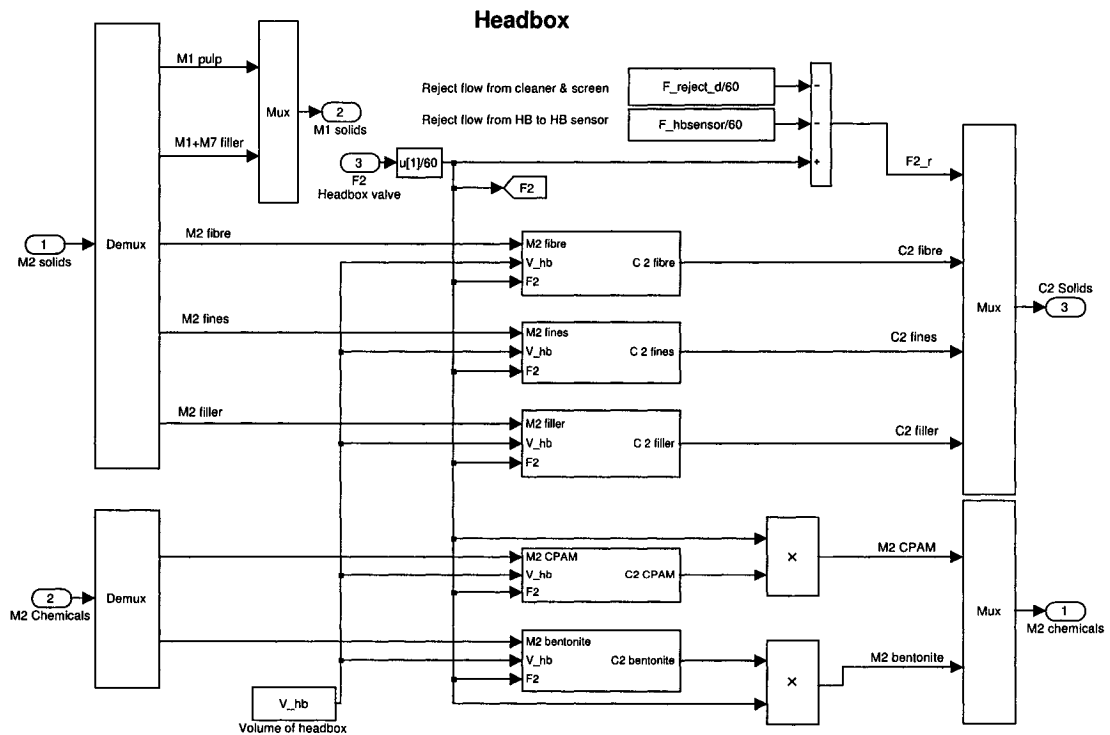 Headbox
M1 pulp
M1+M7 filler
Mux
2
M1 solids
Reject flow from cleaner & screen
F_reject_d/60
Reject flow from HB to HB sensor
F_hbsensor/60
−
−
+
3
F2
Headbox valve
u[1]/60
F2
F2_r
1
M2 solids
Demux
M2 fibre
M2 fibre
V_hb
F2
C 2 fibre
C2 fibre
M2 fines
M2 fines
V_hb
F2
C 2 fines
C2 fines
M2 filler
M2 filler
V_hb
F2
C 2 filler
C2 filler
Mux
C2 Solids
3
2
M2 Chemicals
Demux
M2 CPAM
V_hb
F2
C2 CPAM
×
M2 CPAM
M2 bentonite
V_hb
F2
C2 bentonite
×
M2 bentonite
Mux
1
M2 chemicals
V_hb
Volume of headbox